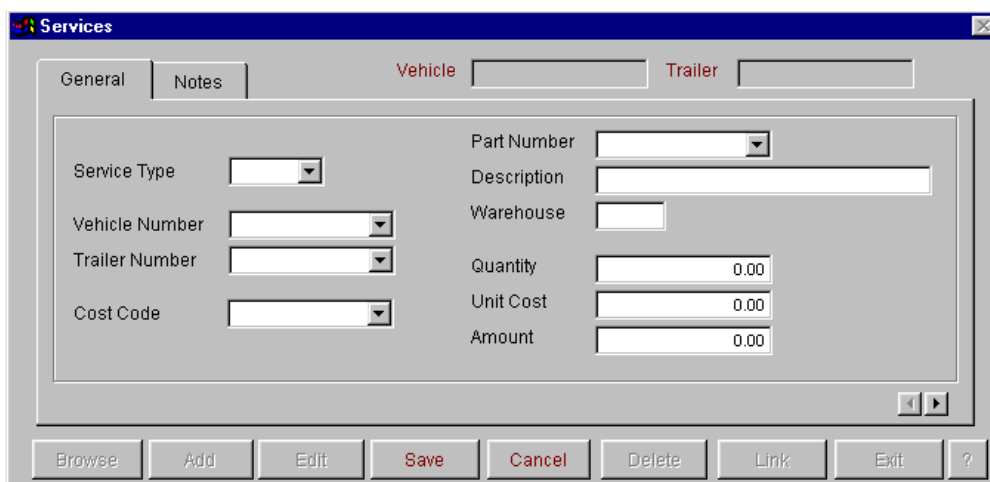 Services
General Notes Vehicle Trailer
Service Type
Vehicle Number
Trailer Number
Cost Code
Part Number
Description
Warehouse
Quantity 0.00
Unit Cost 0.00
Amount 0.00
Browse Add Edit Save Cancel Delete Link Exit ?